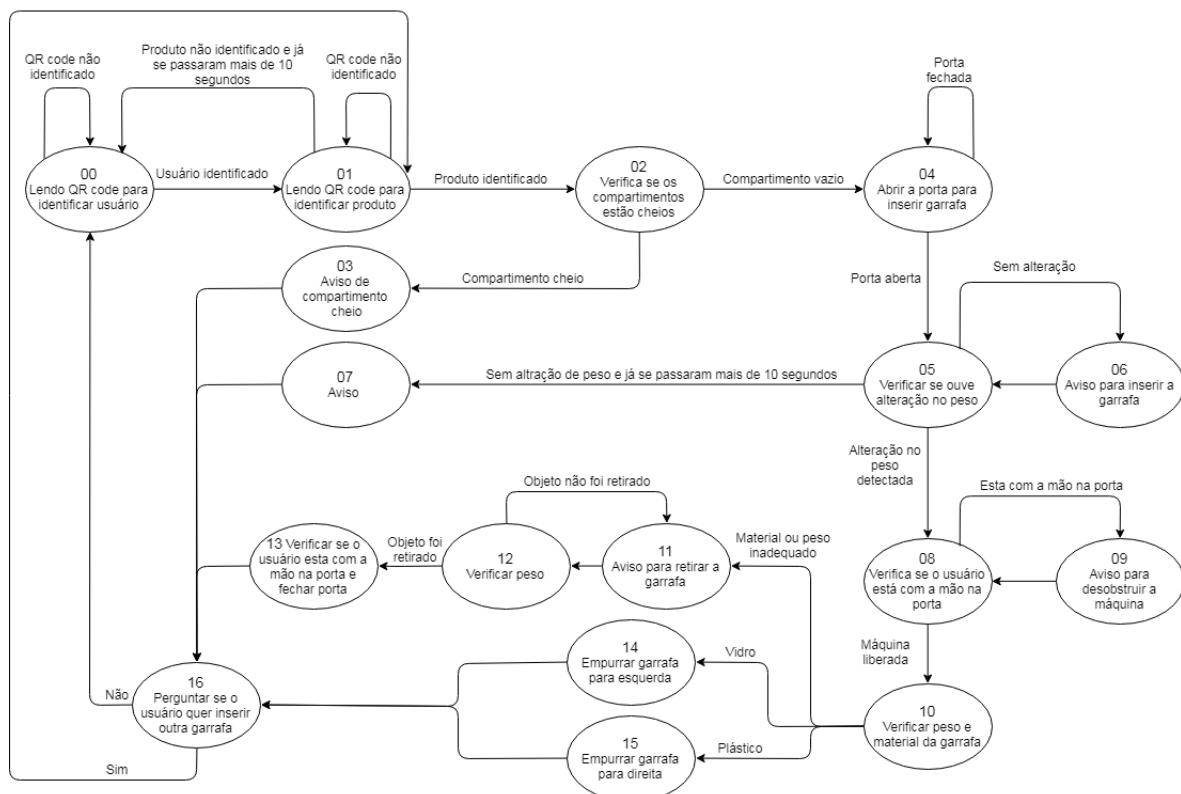 QR code não
identificado
Produto não identificado e já
se passaram mais de 10
segundos
QR code não
identificado
Porta
fechada
00
Lendo QR code para
identificar usuário
Usuário identificado
01
Lendo QR code para
identificar produto
Produto identificado
02
Verifica se os
compartimentos
estão cheios
Compartimento vazio
04
Abrir a porta para
inserir garrafa
03
Aviso de
compartimento
cheio
Compartimento cheio
Porta aberta
Sem alteração
07
Aviso
Sem altração de peso e já se passaram mais de 10 segundos
05
Verificar se ouve
alteração no peso
06
Aviso para inserir a
garrafa
Alteração no
peso
detectada
Objeto não foi retirado
Esta com a mão na porta
13 Verificar se o
usuário esta com a
mão na porta e
fechar porta
Objeto foi
retirado
12
Verificar peso
11
Aviso para retirar a
garrafa
Material ou peso
inadequado
08
Verifica se o usuário
está com a mão na
porta
09
Aviso para
desobstruir a
máquina
Máquina
liberada
14
Empurrar garrafa
para esquerda
Vidro
16
Perguntar se o
usuário quer inserir
outra garrafa
Não
10
Verificar peso e
material da garrafa
15
Empurrar garrafa
para direita
Plástico
Sim